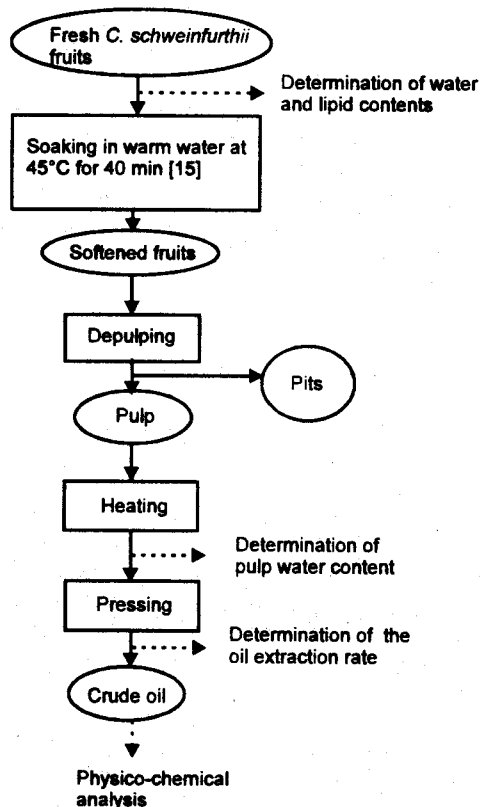 Fresh C. schweinfurthii
fruits
Determination of water
and lipid contents
Soaking in warm water at
45°C for 40 min [15]
Softened fruits
Depulping
Pits
Pulp
Heating
Determination of
pulp water content
Pressing
Determination of the
oil extraction rate
Crude oil
Physico-chemical
analysis